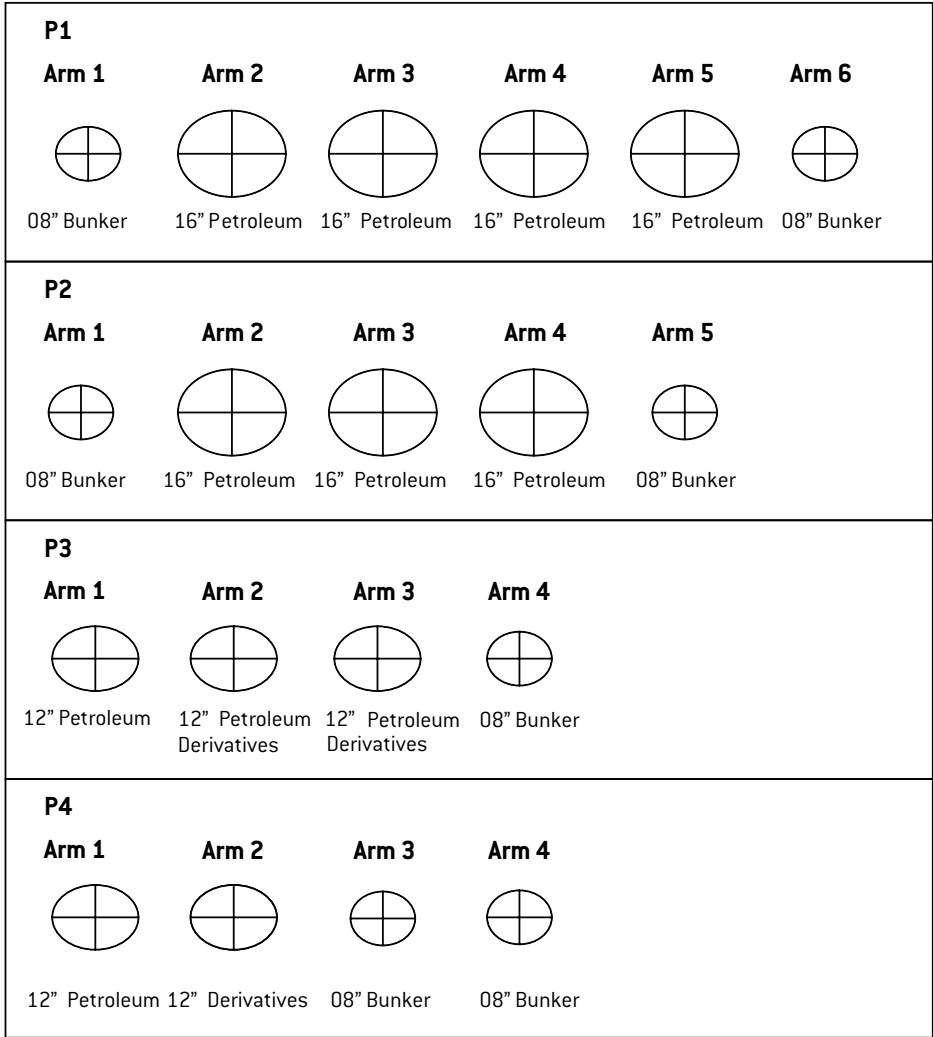 P1
Arm 1 Arm 2 Arm 3 Arm 4 Arm 5 Arm 6
08" Bunker 16" Petroleum 16" Petroleum 16" Petroleum 16" Petroleum 08" Bunker
P2
Arm 1 Arm 2 Arm 3 Arm 4 Arm 5
08" Bunker 16" Petroleum 16" Petroleum 16" Petroleum 08" Bunker
P3
Arm 1 Arm 2 Arm 3 Arm 4
12" Petroleum 12" Petroleum 12" Petroleum 08" Bunker
Derivatives Derivatives
P4
Arm 1 Arm 2 Arm 3 Arm 4
12" Petroleum 12" Derivatives 08" Bunker 08" Bunker